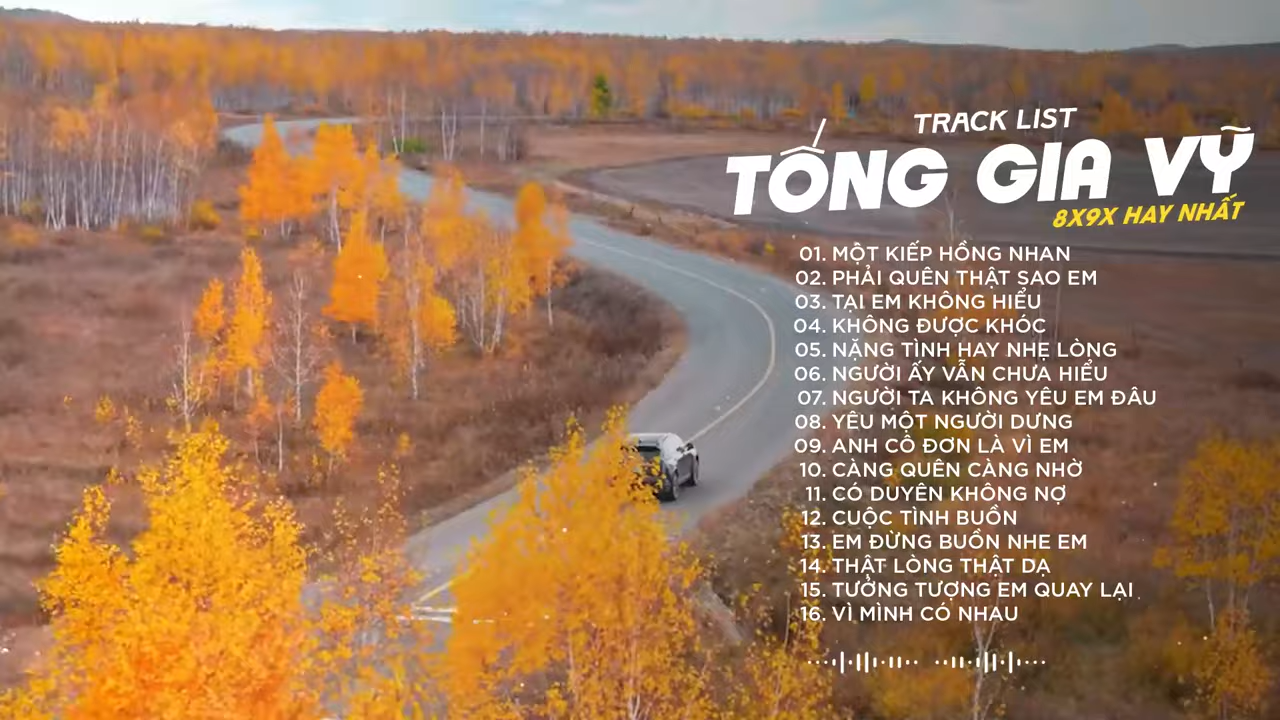 TRACK LIST
TỐNG GIA VỸ
8X9X HAY NHẤT
01. MỘT KIẾP HỒNG NHAN
02. PHẢI QUÊN THẬT SAO EM
03. TẠI EM KHÔNG HIỂU
04. KHÔNG ĐƯỢC KHÓC
05. NẶNG TÌNH HAY NHẸ LÒNG
06. NGƯỜI ẤY VẪN CHƯA HIỂU
07. NGƯỜI TA KHÔNG YÊU EM ĐÂU
08. YÊU MỘT NGƯỜI DƯNG
09. ANH CÔ ĐƠN LÀ VÌ EM
10. CÀNG QUÊN CÀNG NHỜ
11. CÓ DUYÊN KHÔNG NỢ
12. CUỘC TÌNH BUỒN
13. EM ĐỪNG BUỒN NHE EM
14. THẬT LÒNG THẬT DẠ
15. TƯỞNG TƯỢNG EM QUAY LẠI
16. VÌ MÌNH CÓ NHAU